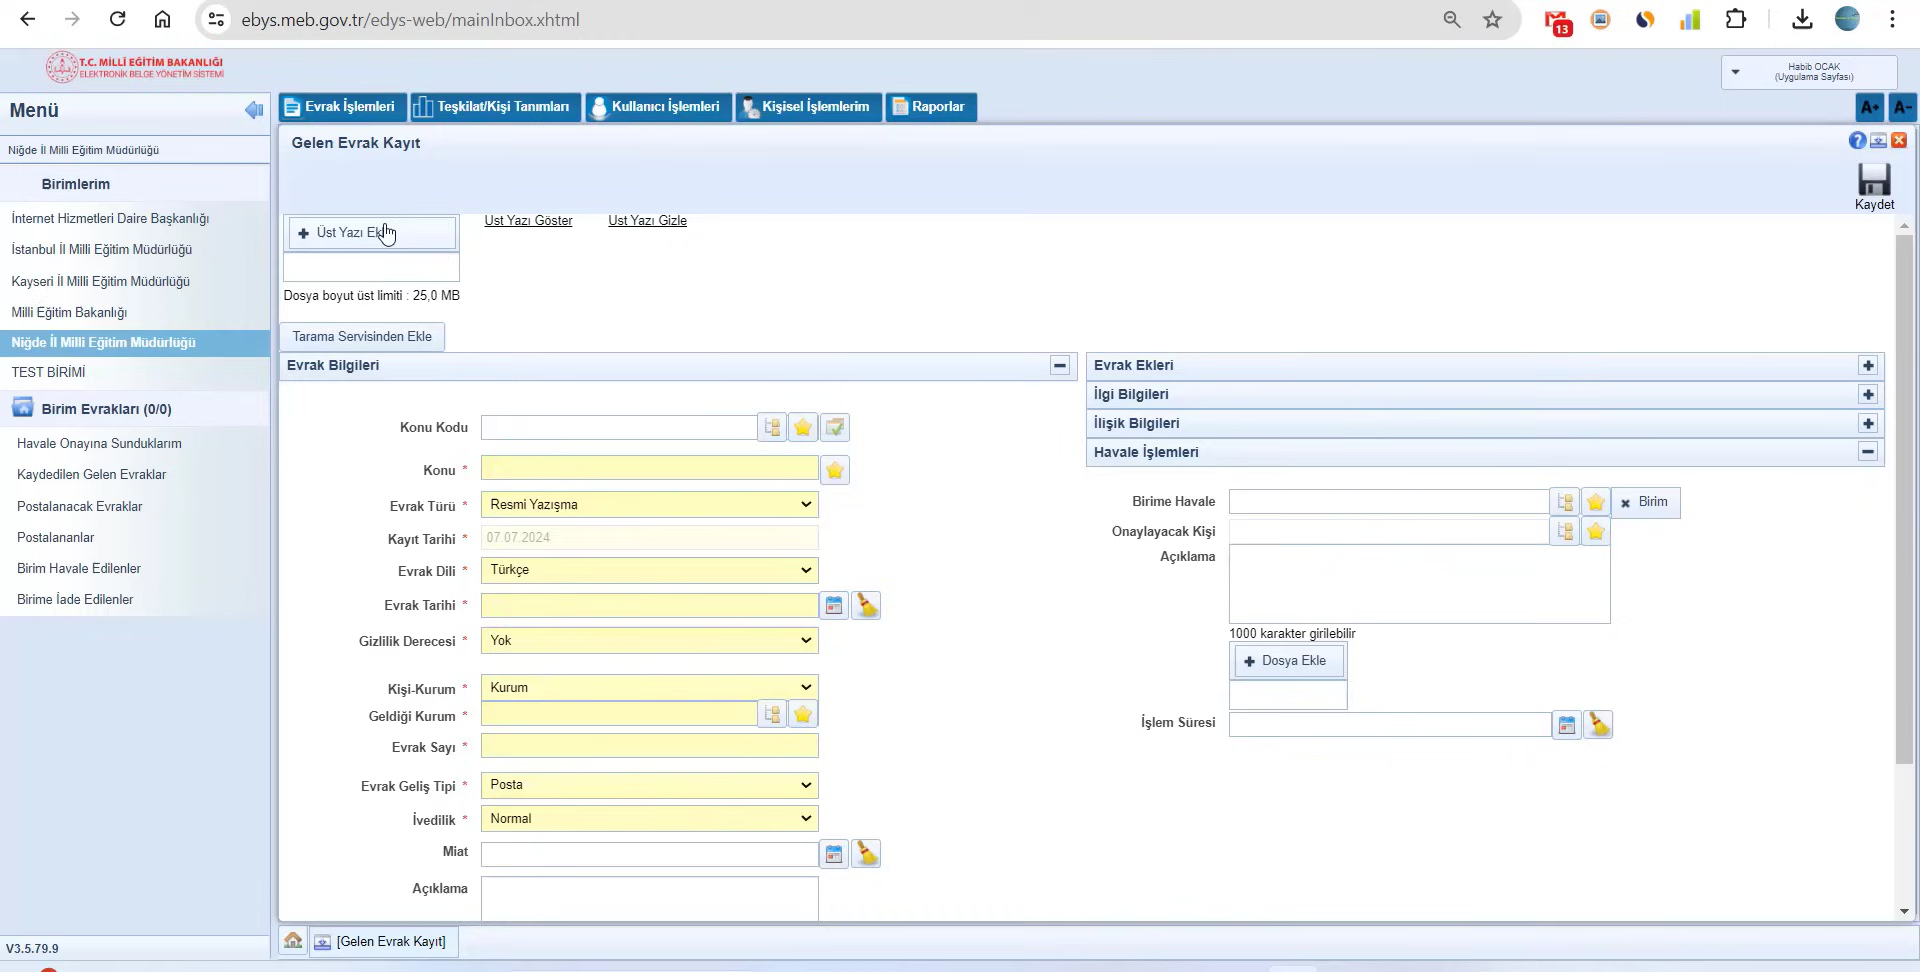 ebys.meb.gov.tr/edys-web/mainInbox.xhtml
13
T.C. MİLLİ EĞİTİM BAKANLIĞI
ELEKTRONİK BELGE YÖNETİM SİSTEMİ
Habib OCAK
(Uygulama Sayfası)
Menü
Evrak İşlemleri
Teşkilat/Kişi Tanımları
Kullanıcı İşlemleri
Kişisel İşlemlerim
Raporlar
A+
A-
Niğde İl Milli Eğitim Müdürlüğü
Birimlerim
İnternet Hizmetleri Daire Başkanlığı
İstanbul İl Milli Eğitim Müdürlüğü
Kayseri İl Milli Eğitim Müdürlüğü
Milli Eğitim Bakanlığı
Niğde İl Milli Eğitim Müdürlüğü
TEST BİRİMİ
Birim Evrakları (0/0)
Havale Onayına Sunduklarım
Kaydedilen Gelen Evraklar
Postalanacak Evraklar
Postalananlar
Birim Havale Edilenler
Birime İade Edilenler
V3.5.79.9
Gelen Evrak Kayıt
Kaydet
Üst Yazı
Üst Yazı Göster
Üst Yazı Gizle
Dosya boyut üst limiti : 25,0 MB
Tarama Servisinden Ekle
Evrak Bilgileri
Konu Kodu
Konu *
Evrak Türü * Resmi Yazışma
Kayıt Tarihi * 07.07.2024
Evrak Dili * Türkçe
Evrak Tarihi *
Gizlilik Derecesi * Yok
Kişi-Kurum * Kurum
Geldiği Kurum *
Evrak Sayı *
Evrak Geliş Tipi * Posta
İvedilik * Normal
Miat
Açıklama
Evrak Ekleri
İlgi Bilgileri
İlişik Bilgileri
Havale İşlemleri
Birime Havale
Birim
Onaylayacak Kişi
Açıklama
1000 karakter girilebilir
Dosya Ekle
İşlem Süresi
[Gelen Evrak Kayıt]